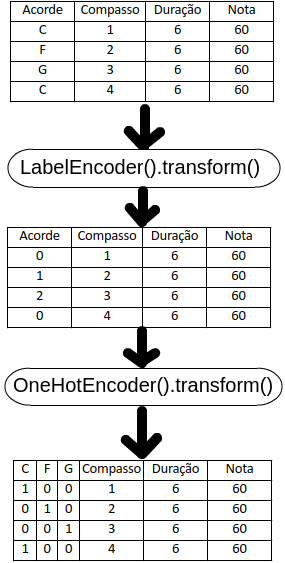 Acorde Compasso Duração Nota
C 1 6 60
F 2 6 60
G 3 6 60
C 4 6 60
LabelEncoder().transform()
Acorde Compasso Duração Nota
0 1 6 60
1 2 6 60
2 3 6 60
0 4 6 60
OneHotEncoder().transform()
C F G Compasso Duração Nota
1 0 0 1 6 60
0 1 0 2 6 60
0 0 1 3 6 60
1 0 0 4 6 60